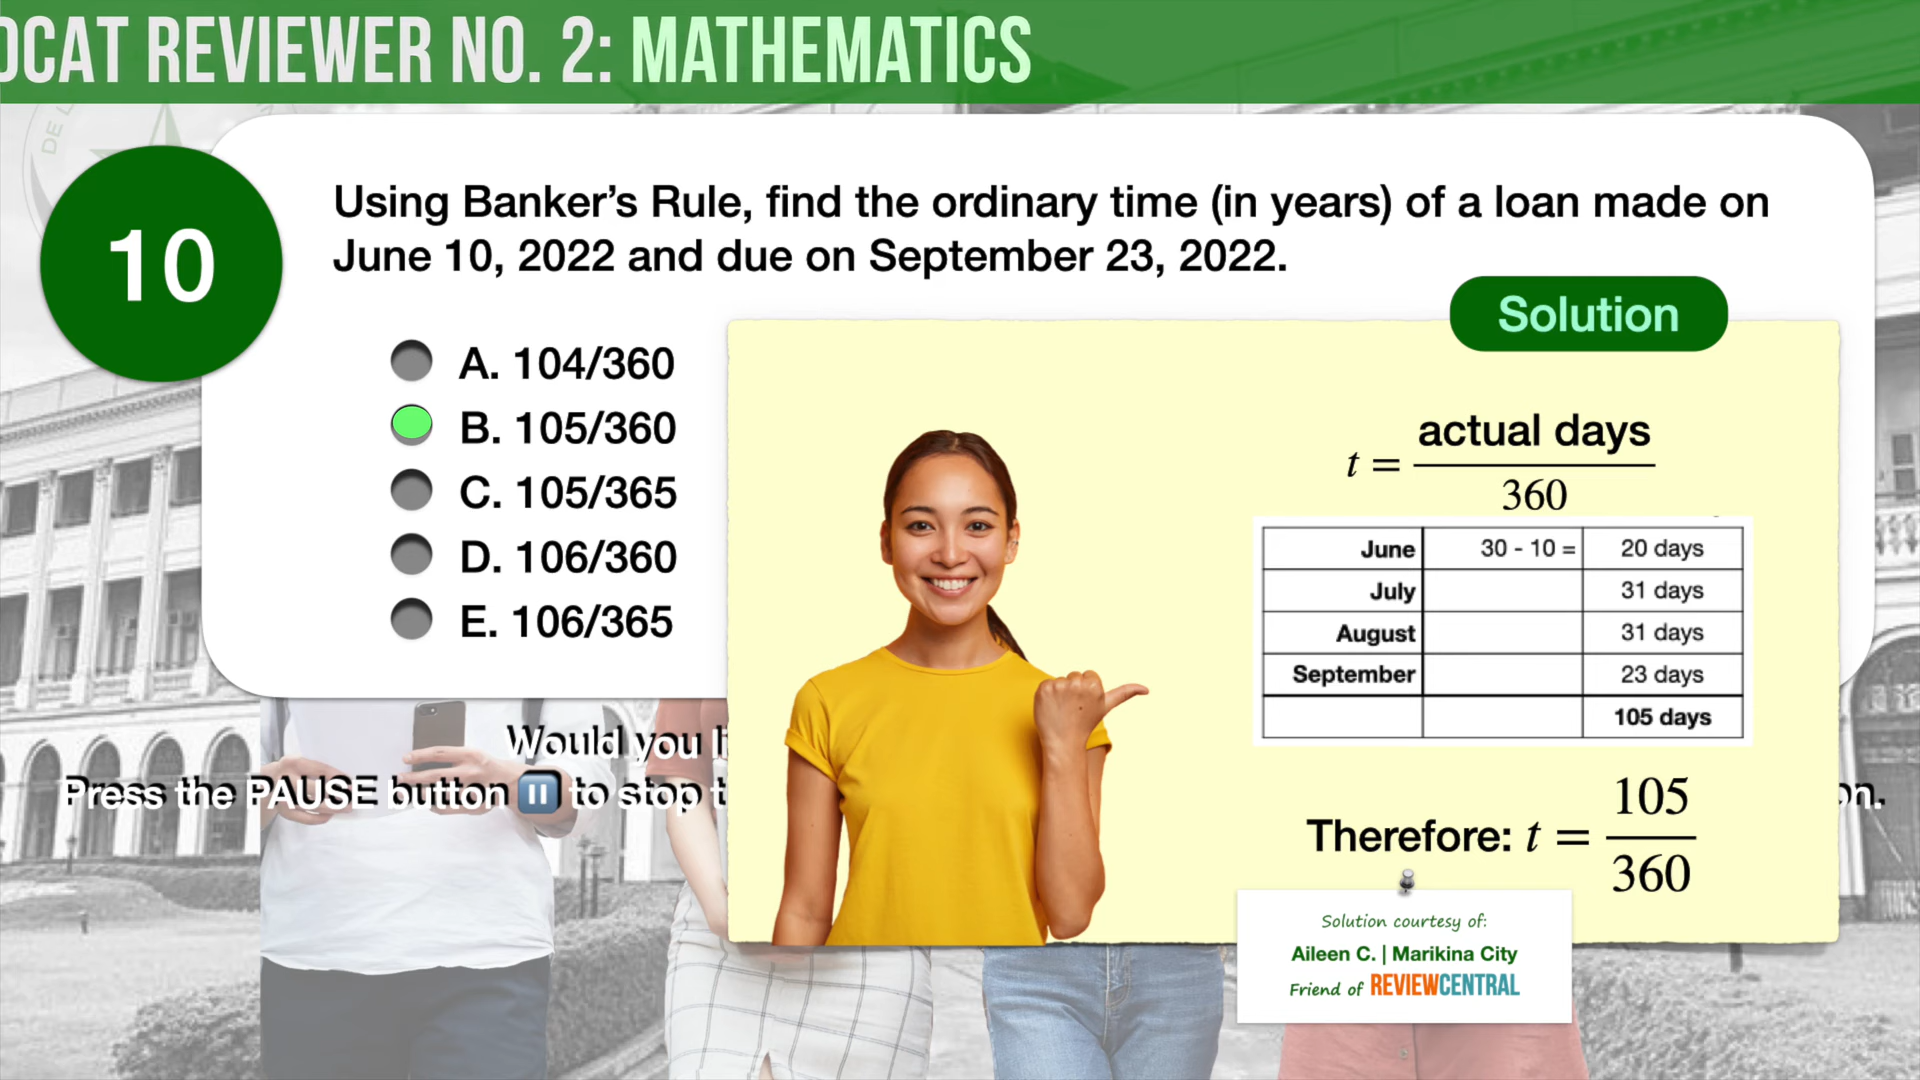 DCAT REVIEWER NO. 2: MATHEMATICS
DE L
10
Using Banker's Rule, find the ordinary time (in years) of a loan made on
June 10, 2022 and due on September 23, 2022.
Solution
A. 104/360
B. 105/360
C. 105/365
D. 106/360
E. 106/365
t = actual days / 360
June 30 - 10 = 20 days
July 31 days
August 31 days
September 23 days
105 days
Would you li
Press the PAUSE button ⏸ to stop t
on.
Therefore: t = 105 / 360
Solution courtesy of:
Aileen C. | Marikina City
Friend of REVIEWCENTRAL